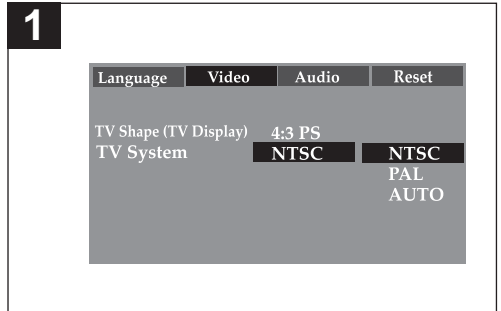 1
Language Video Audio Reset
TV Shape (TV Display) 4:3 PS
TV System NTSC NTSC
PAL
AUTO